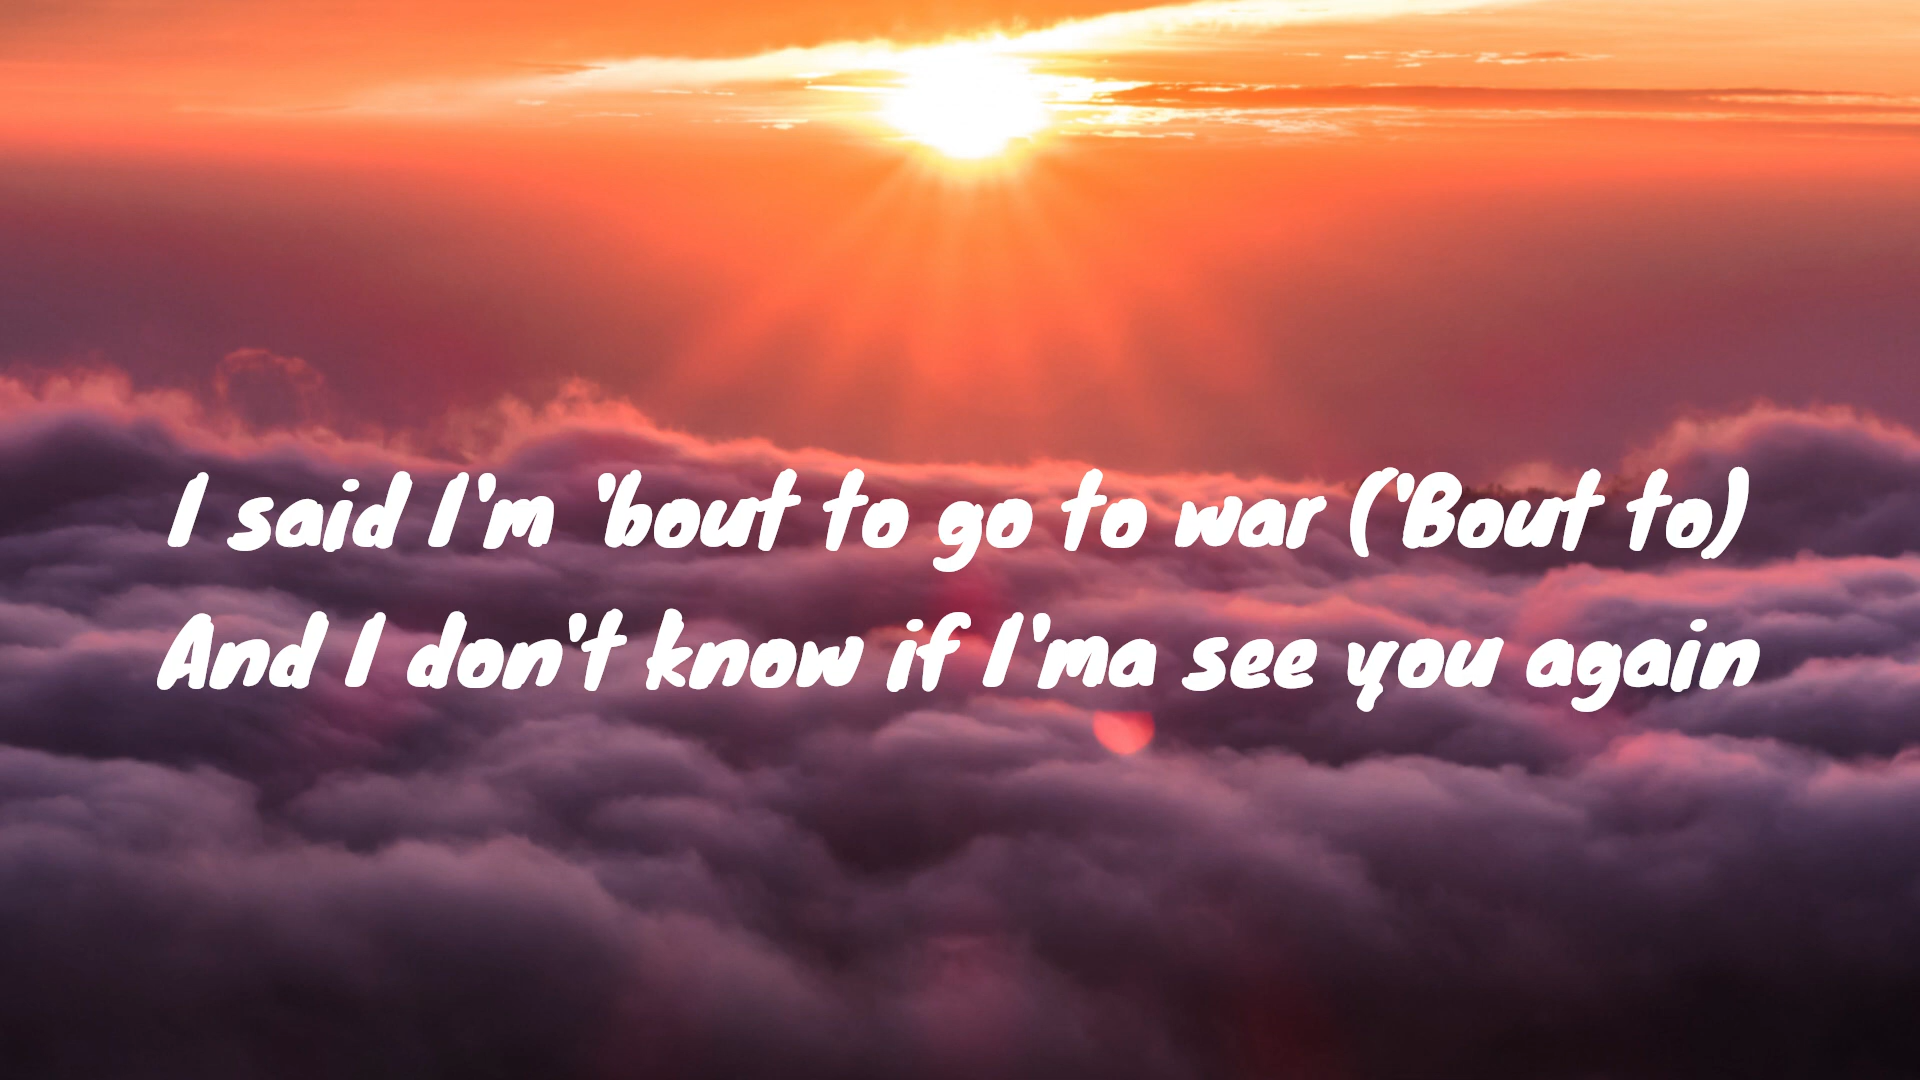 I said I'm 'bout to go to war ('Bout to)
And I don't know if I'ma see you again